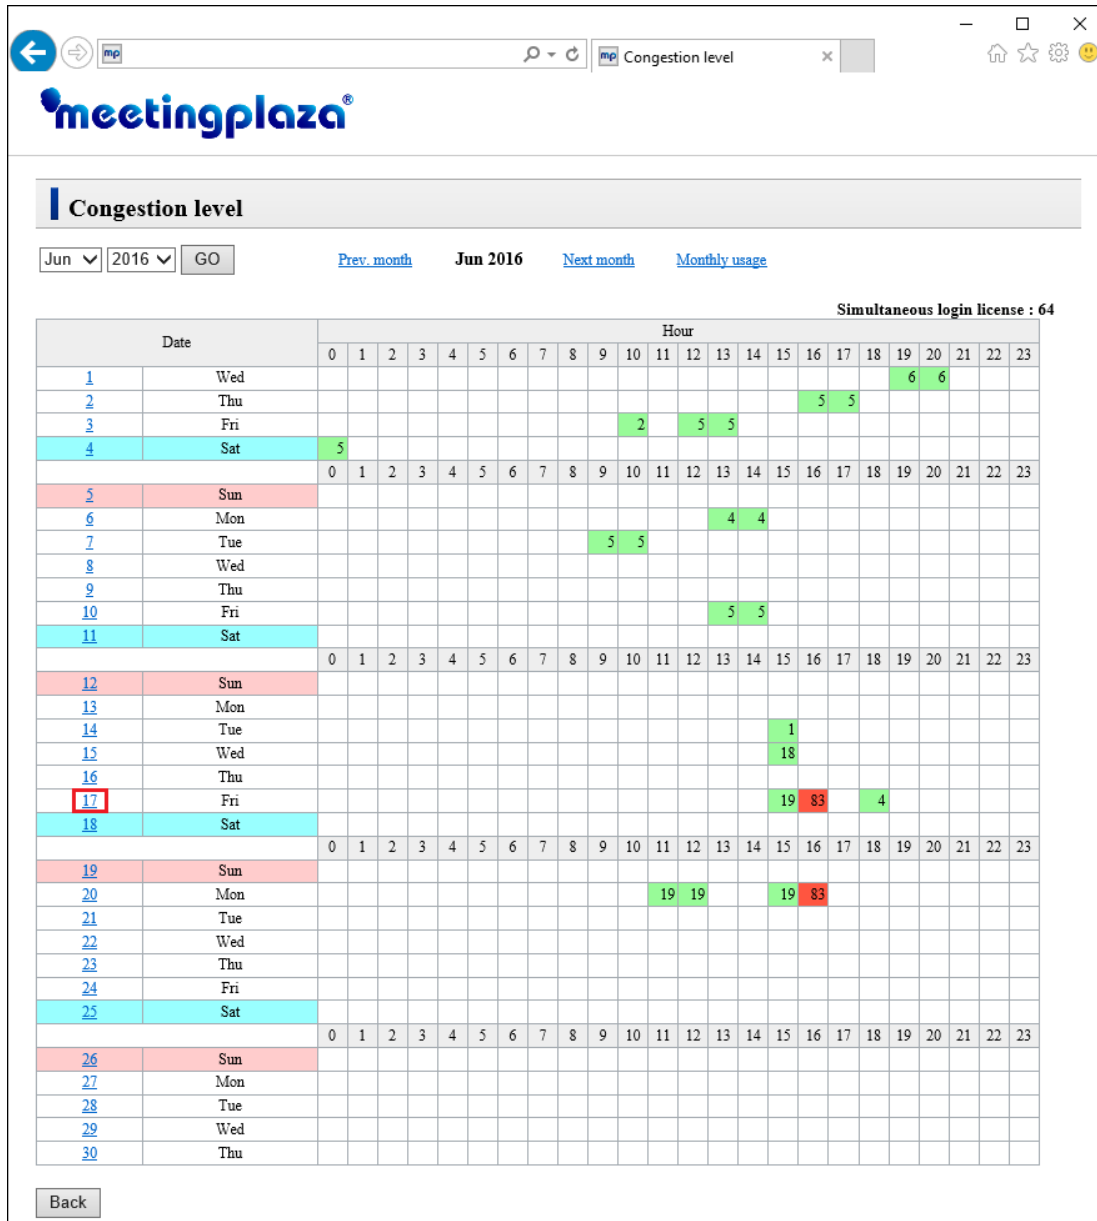 mp
mp Congestion level
meetingplaza®
Congestion level
Jun 2016 GO Prev. month Jun 2016 Next month Monthly usage
Simultaneous login license : 64
Date Hour
0 1 2 3 4 5 6 7 8 9 10 11 12 13 14 15 16 17 18 19 20 21 22 23
1 Wed 6 6
2 Thu 5 5
3 Fri 2 5 5
4 Sat 5
0 1 2 3 4 5 6 7 8 9 10 11 12 13 14 15 16 17 18 19 20 21 22 23
5 Sun
6 Mon 4 4
7 Tue 5 5
8 Wed
9 Thu
10 Fri 5 5
11 Sat
0 1 2 3 4 5 6 7 8 9 10 11 12 13 14 15 16 17 18 19 20 21 22 23
12 Sun
13 Mon
14 Tue 1
15 Wed 18
16 Thu
17 Fri 19 83 4
18 Sat
0 1 2 3 4 5 6 7 8 9 10 11 12 13 14 15 16 17 18 19 20 21 22 23
19 Sun
20 Mon 19 19 19 83
21 Tue
22 Wed
23 Thu
24 Fri
25 Sat
0 1 2 3 4 5 6 7 8 9 10 11 12 13 14 15 16 17 18 19 20 21 22 23
26 Sun
27 Mon
28 Tue
29 Wed
30 Thu
Back